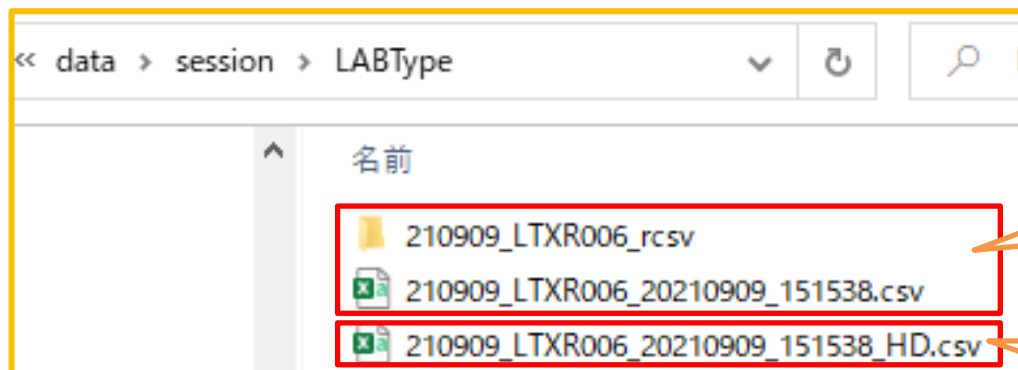 « data › session › LABType
名前
210909_LTXR006_rcsv
210909_LTXR006_20210909_151538.csv
210909_LTXR006_20210909_151538_HD.csv